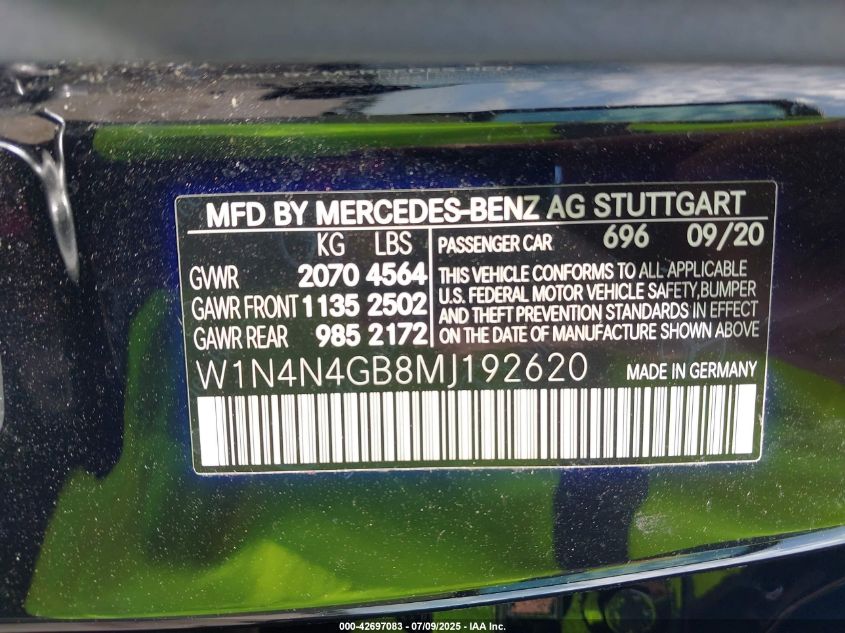 MFD BY MERCEDES-BENZ AG STUTTGART
KG LBS
GVWR 2070 4564
GAWR FRONT 1135 2502
GAWR REAR 985 2172
PASSENGER CAR 696 09/20
THIS VEHICLE CONFORMS TO ALL APPLICABLE
U.S. FEDERAL MOTOR VEHICLE SAFETY,BUMPER
AND THEFT PREVENTION STANDARDS IN EFFECT
ON THE DATE OF MANUFACTURE SHOWN ABOVE
W1N4N4GB8MJ192620 MADE IN GERMANY
000-42697083 - 07/09/2025 - IAA Inc.